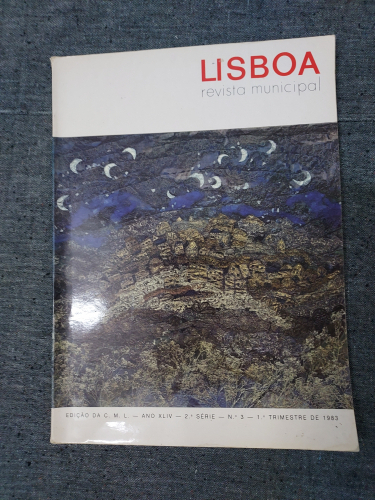 LISBOA
revista municipal
EDIÇÃO DA C. M. L. — ANO XLIV — 2.ª SÉRIE — N.º 3 — 1.º TRIMESTRE DE 1983